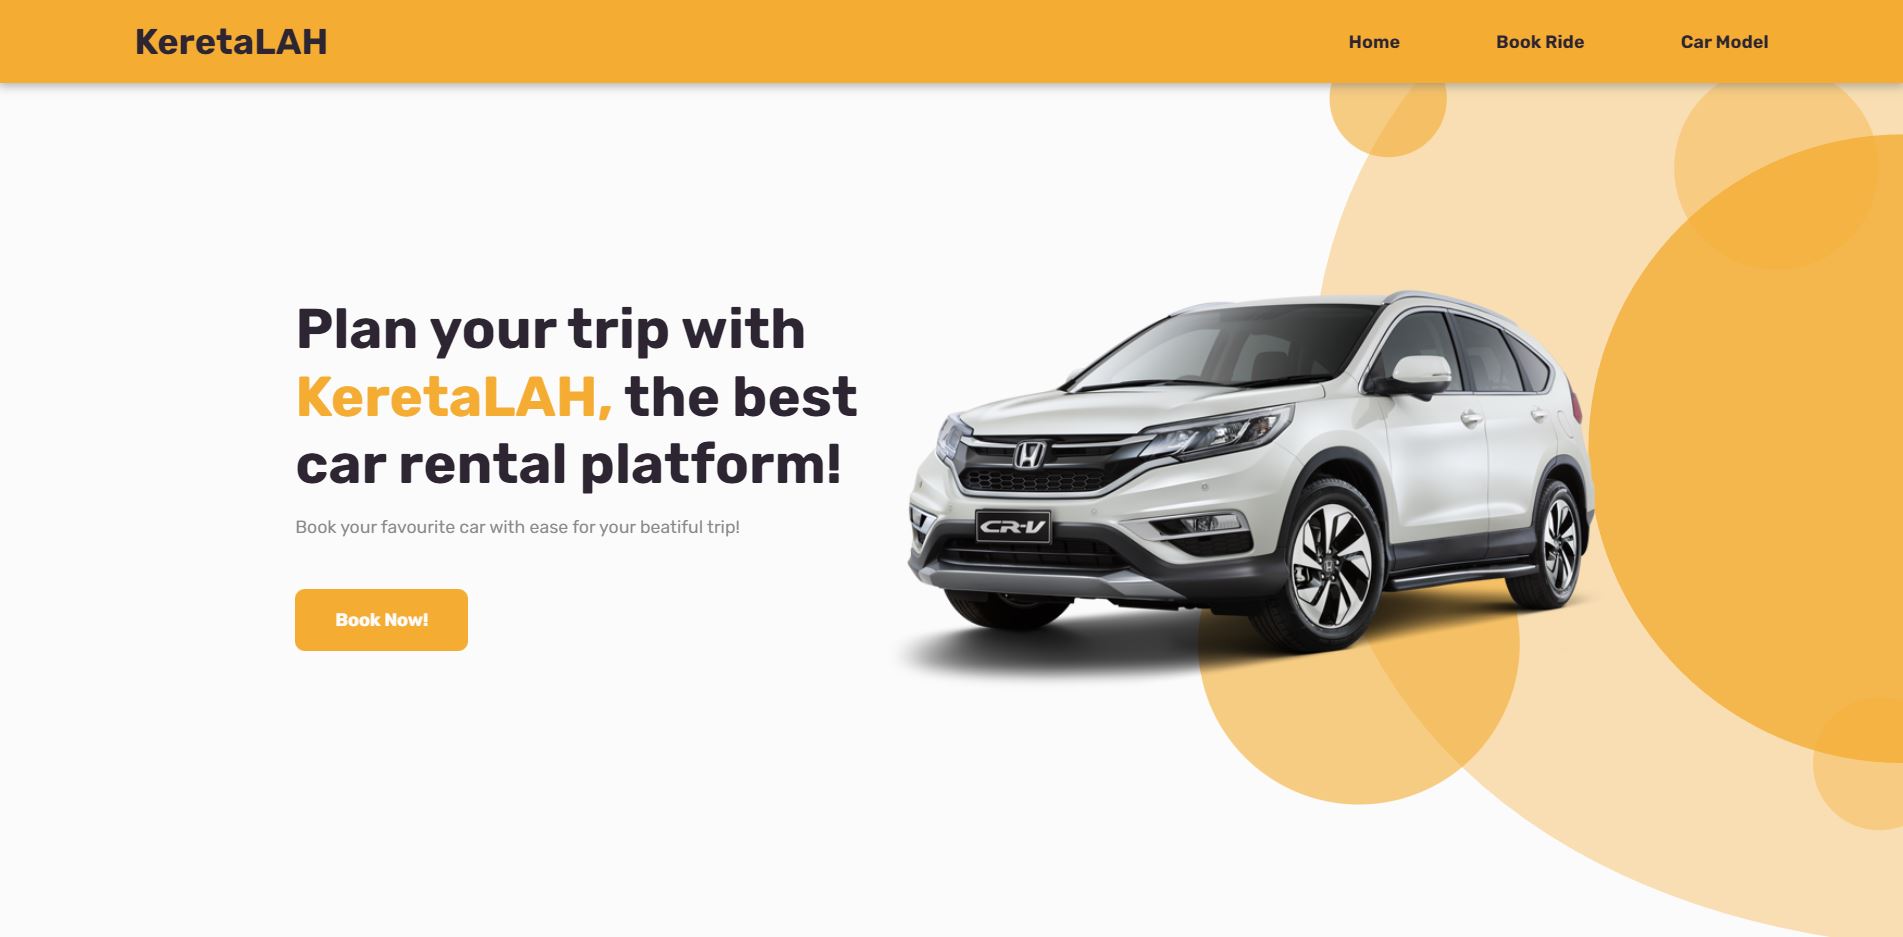 KeretaLAH
Home
Book Ride
Car Model
Plan your trip with
KeretaLAH, the best
car rental platform!
Book your favourite car with ease for your beatiful trip!
Book Now!
CR-V